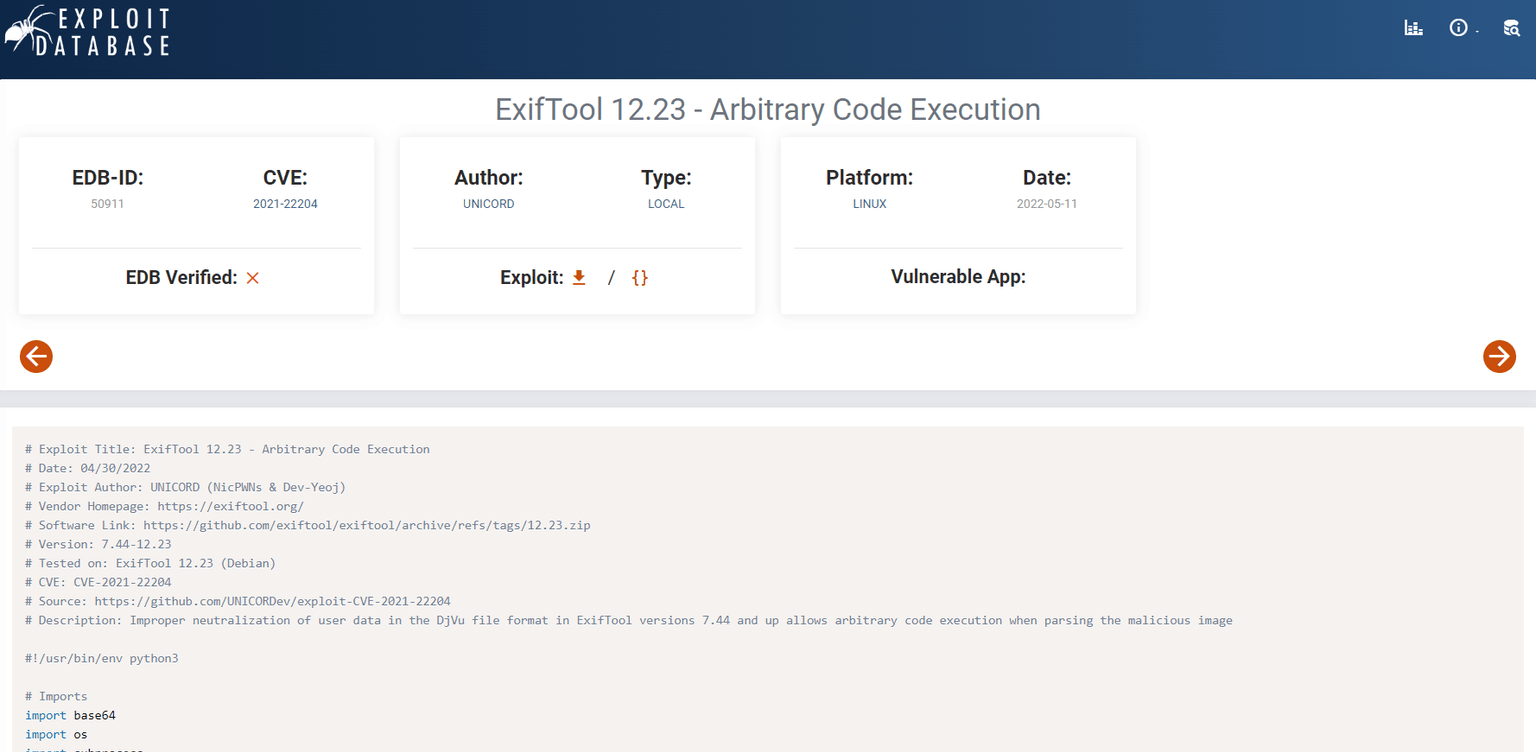 EXPLOIT
DATABASE
ExifTool 12.23 - Arbitrary Code Execution
EDB-ID:
50911
CVE:
2021-22204
EDB Verified:
Author:
UNICORD
Type:
LOCAL
Exploit: / {}
Platform:
LINUX
Date:
2022-05-11
Vulnerable App:
# Exploit Title: ExifTool 12.23 - Arbitrary Code Execution
# Date: 04/30/2022
# Exploit Author: UNICORD (NicPWNs & Dev-Yeoj)
# Vendor Homepage: https://exiftool.org/
# Software Link: https://github.com/exiftool/exiftool/archive/refs/tags/12.23.zip
# Version: 7.44-12.23
# Tested on: ExifTool 12.23 (Debian)
# CVE: CVE-2021-22204
# Source: https://github.com/UNICORDev/exploit-CVE-2021-22204
# Description: Improper neutralization of user data in the DjVu file format in ExifTool versions 7.44 and up allows arbitrary code execution when parsing the malicious image
#!/usr/bin/env python3
# Imports
import base64
import os